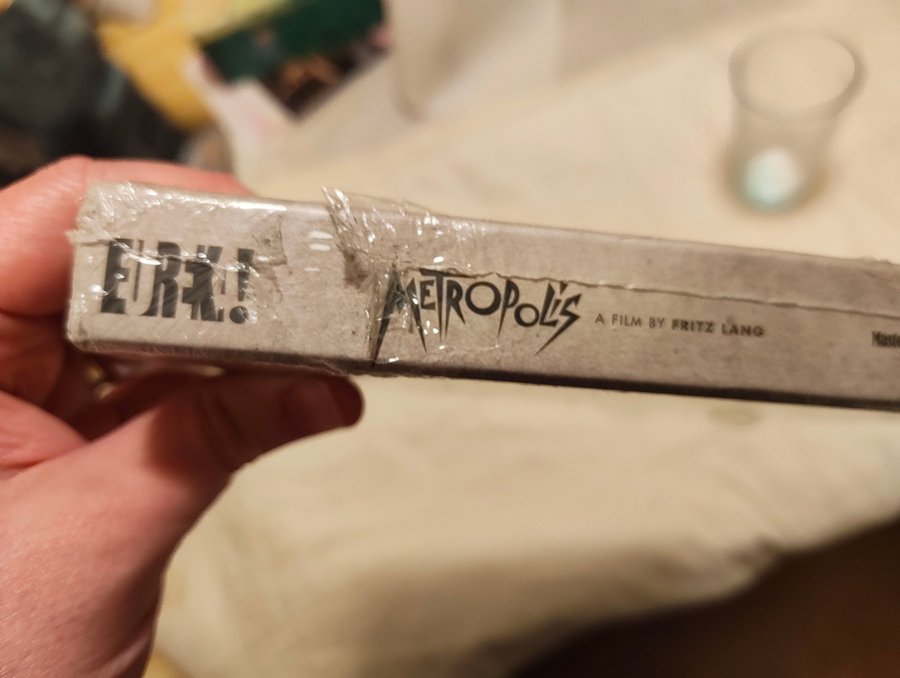 EUREKA!
METROPOLIS
A FILM BY FRITZ LANG